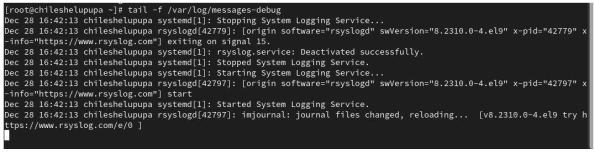 [root@chileshelupupa ~]# tail -f /var/log/messages-debug
Dec 28 16:42:13 chileshelupupa systemd[1]: Stopping System Logging Service...
Dec 28 16:42:13 chileshelupupa rsyslogd[42779]: [origin software="rsyslogd" swVersion="8.2310.0-4.el9" x-pid="42779" x
-info="https://www.rsyslog.com"] exiting on signal 15.
Dec 28 16:42:13 chileshelupupa systemd[1]: rsyslog.service: Deactivated successfully.
Dec 28 16:42:13 chileshelupupa systemd[1]: Stopped System Logging Service.
Dec 28 16:42:13 chileshelupupa systemd[1]: Starting System Logging Service...
Dec 28 16:42:13 chileshelupupa rsyslogd[42797]: [origin software="rsyslogd" swVersion="8.2310.0-4.el9" x-pid="42797" x
-info="https://www.rsyslog.com"] start
Dec 28 16:42:13 chileshelupupa systemd[1]: Started System Logging Service.
Dec 28 16:42:13 chileshelupupa rsyslogd[42797]: imjournal: journal files changed, reloading...  [v8.2310.0-4.el9 try h
ttps://www.rsyslog.com/e/0 ]